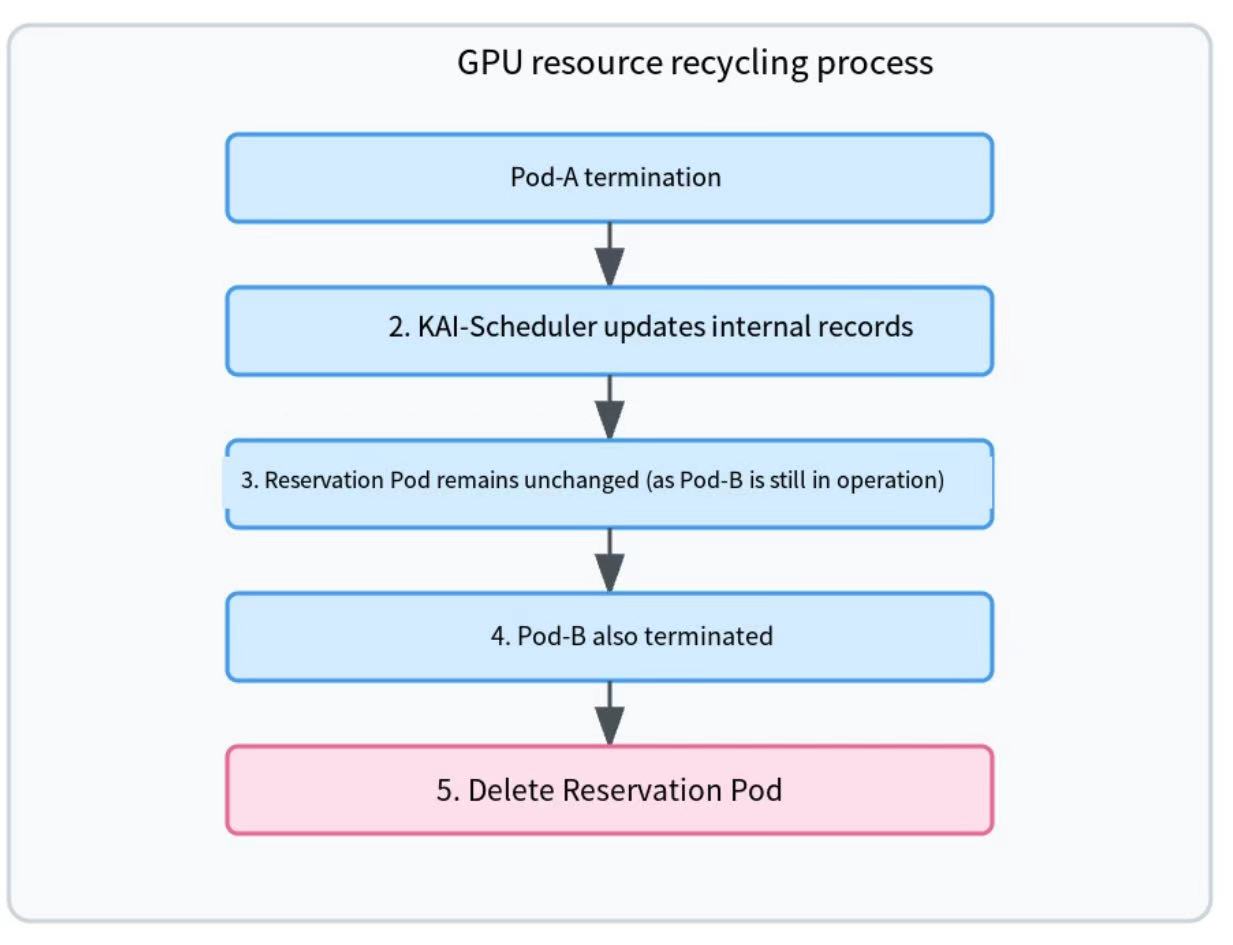 GPU resource recycling process
Pod-A termination
2. KAI-Scheduler updates internal records
3. Reservation Pod remains unchanged (as Pod-B is still in operation)
4. Pod-B also terminated
5. Delete Reservation Pod